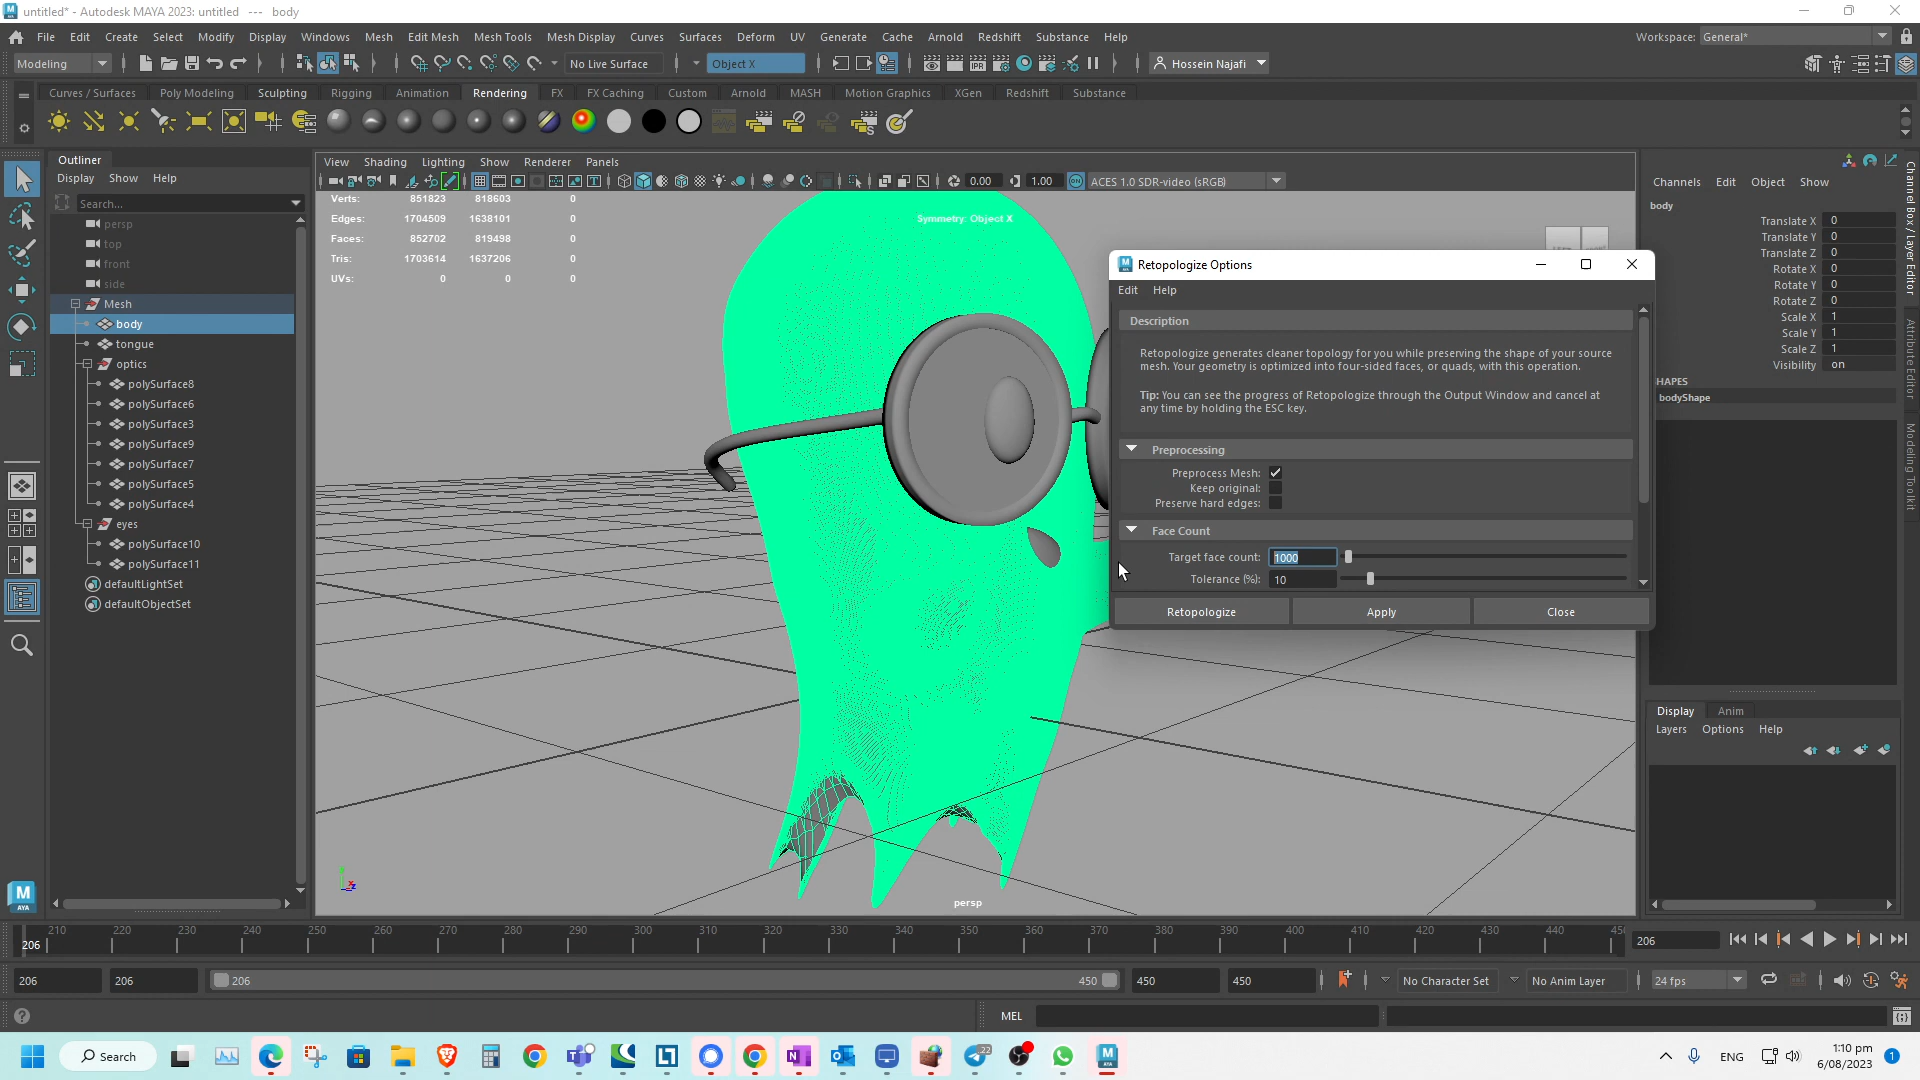 untitled* - Autodesk MAYA 2023: untitled --- body
File Edit Create Select Modify Display Windows Mesh Edit Mesh Mesh Tools Mesh Display Curves Surfaces Deform UV Generate Cache Arnold Redshift Substance Help
Workspace: General*
Modeling
No Live Surface
Object X
Hossein Najafi
Curves / Surfaces Poly Modeling Sculpting Rigging Animation Rendering FX FX Caching Custom Arnold MASH Motion Graphics XGen Redshift Substance
Outliner
Display Show Help
Search...
persp
top
front
side
Mesh
body
tongue
optics
polySurface8
polySurface6
polySurface3
polySurface9
polySurface7
polySurface5
polySurface4
eyes
polySurface10
polySurface11
defaultLightSet
defaultObjectSet
View Shading Lighting Show Renderer Panels
0.00 1.00 ACES 1.0 SDR-video (sRGB)
Verts: 851823 818603 0
Edges: 1704509 1638101 0
Faces: 852702 819498 0
Tris: 1703614 1637206 0
UVs: 0 0 0
Symmetry: Object X
persp
Retopologize Options
Edit Help
Description
Retopologize generates cleaner topology for you while preserving the shape of your source
mesh. Your geometry is optimized into four-sided faces, or quads, with this operation.
Tip: You can see the progress of Retopologize through the Output Window and cancel at
any time by holding the ESC key.
Preprocessing
Preprocess Mesh:
Keep original:
Preserve hard edges:
Face Count
Target face count: 1000
Tolerance (%): 10
Retopologize Apply Close
Channels Edit Object Show
body
Translate X 0
Translate Y 0
Translate Z 0
Rotate X 0
Rotate Y 0
Rotate Z 0
Scale X 1
Scale Y 1
Scale Z 1
Visibility on
HAPES
bodyShape
Channel Box / Layer Editor
Attribute Editor
Modeling Toolkit
Display Anim
Layers Options Help
210 220 230 240 250 260 270 280 290 300 310 320 330 340 350 360 370 380 390 400 410 420 430 440 45
206
206
206 206 206 450 450 450
No Character Set
No Anim Layer
24 fps
MEL
Search
22
ENG
1:10 pm
6/08/2023
1